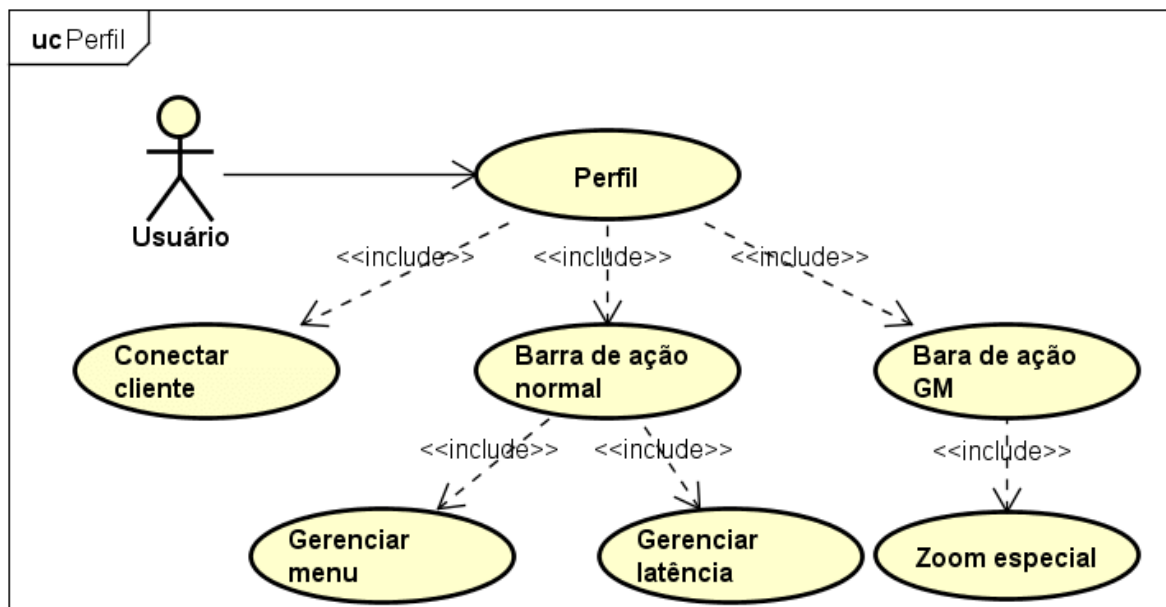 uc Perfil
Perfil
Usuário
<<include>>
<<include>>
<<include>>
Conectar
cliente
Barra de ação
normal
Bara de ação
GM
<<include>>
<<include>>
<<include>>
Gerenciar
menu
Gerenciar
latência
Zoom especial